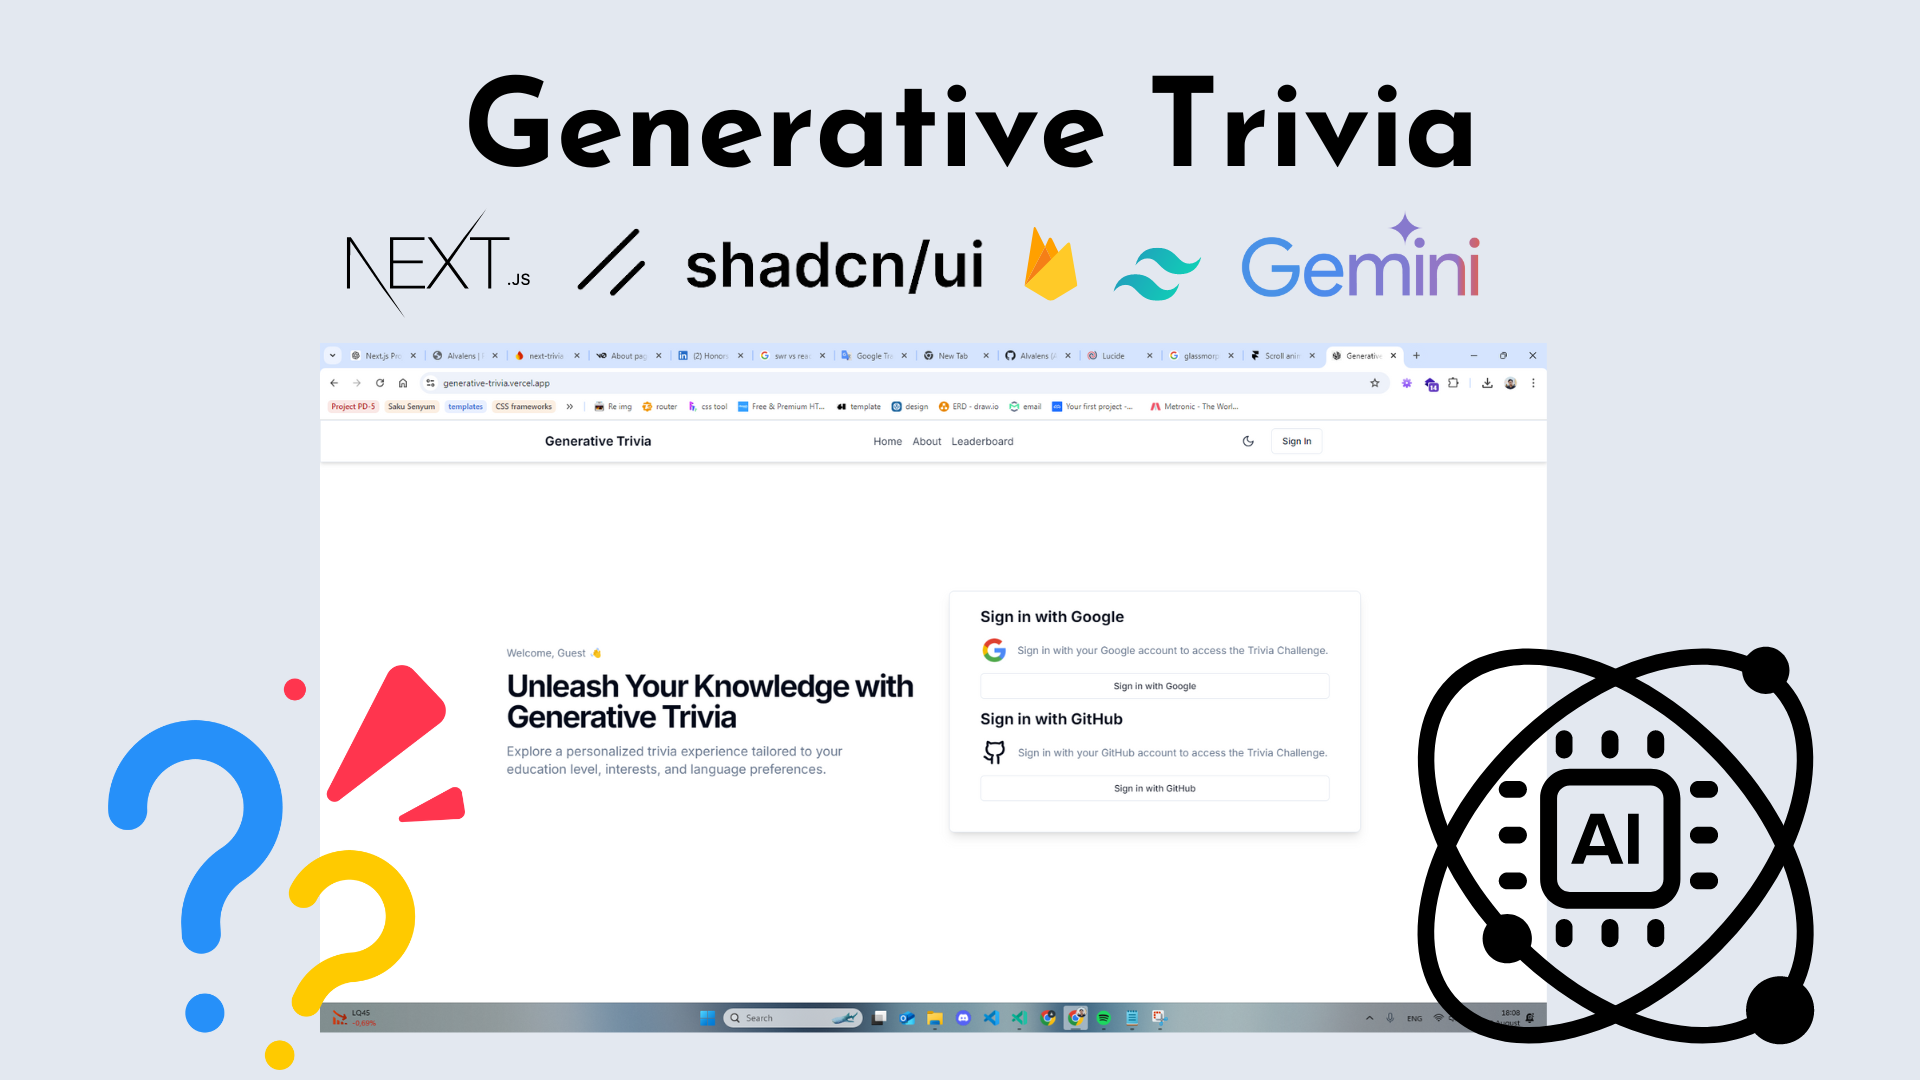 Generative Trivia
NEXT.JS
shadcn/ui
Gemini
Next.js Pro
Alvalens |
next-trivia
About pag
(2) Honor
swr vs rea
Google Tra
New Tab
Alvalens (A
Lucide
glassmorp
Scroll anim
Generative
generative-trivia.vercel.app
Project PD-5
Saku Senyum
templates
CSS frameworks
Re img
router
css tool
Free & Premium HT...
template
design
ERD - draw.io
email
Your first project -...
Metronic - The Worl...
Generative Trivia
Home
About
Leaderboard
Sign In
Sign in with Google
Sign in with your Google account to access the Trivia Challenge.
Sign in with Google
Sign in with GitHub
Sign in with your GitHub account to access the Trivia Challenge.
Sign in with GitHub
Welcome, Guest
Unleash Your Knowledge with
Generative Trivia
Explore a personalized trivia experience tailored to your
education level, interests, and language preferences.
AI
LQ45
-0,69%
Search
ENG
18:08